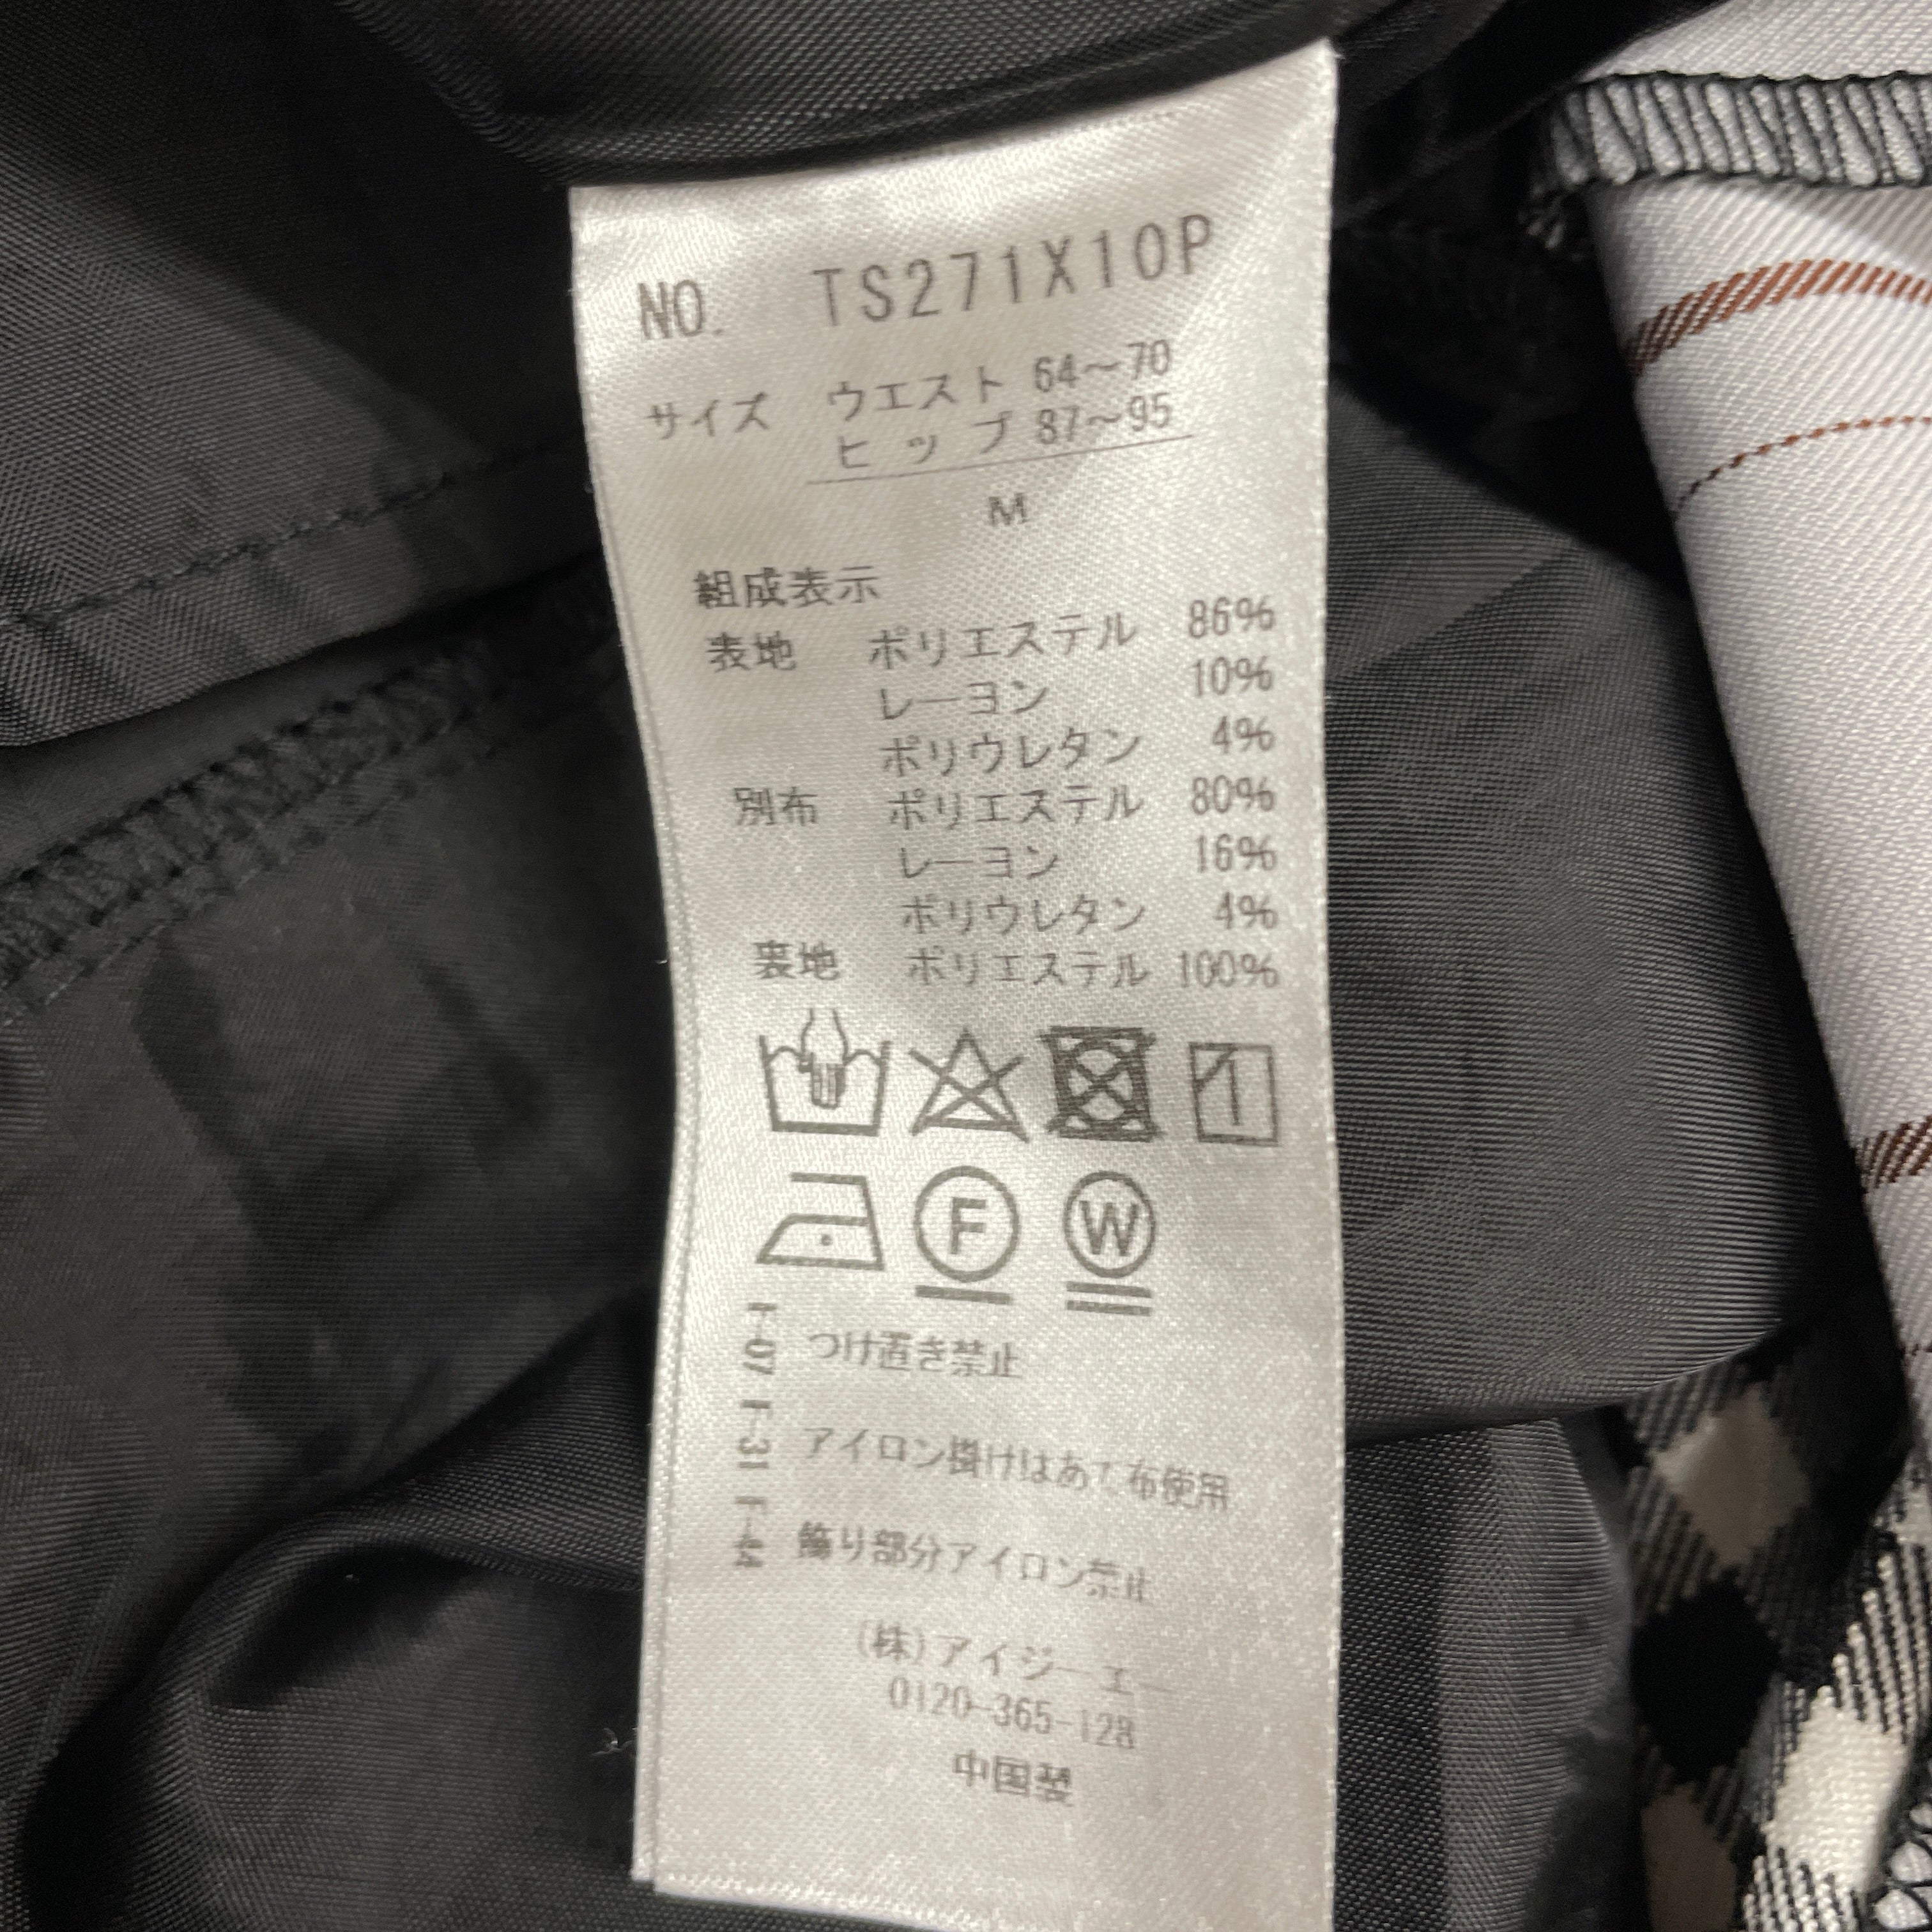 NO. TS271X10P
サイズ ウエスト 64～70
ヒップ 87～95
M
組成表示
表地 ポリエステル 86%
レーヨン 10%
ポリウレタン 4%
別布 ポリエステル 80%
レーヨン 16%
ポリウレタン 4%
裏地 ポリエステル 100%
F W
つけ置き禁止
アイロン掛けはあて布使用
飾り部分アイロン禁止
T-07 T-31 T-44
(株)アイジーエー
0120-365-128
中国製